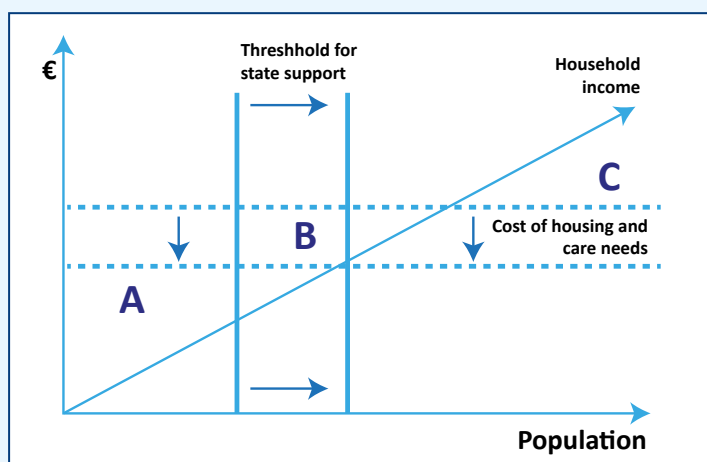 €
Threshhold for
state support
Household
income
C
B
Cost of housing and
care needs
A
Population